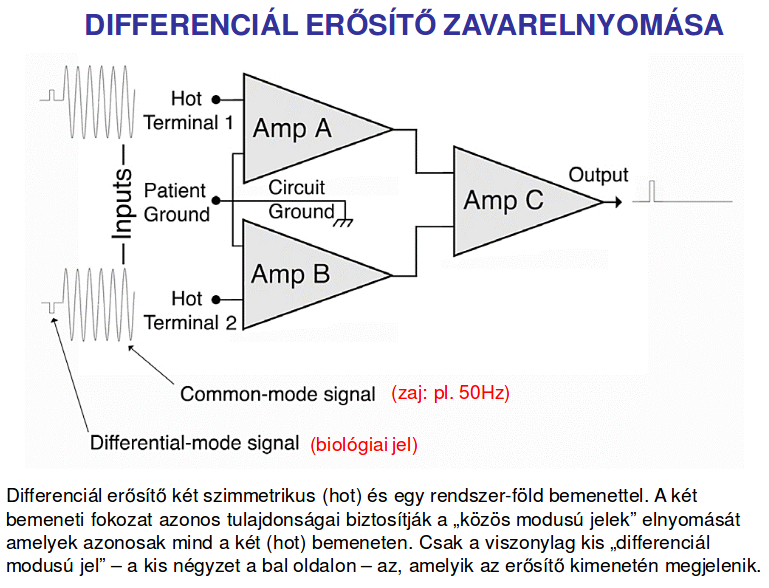 DIFFERENCIÁL ERŐSÍTŐ ZAVARELNYOMÁSA
Hot
Terminal 1
Amp A
Inputs
Patient
Ground
Circuit
Ground
Amp C
Output
Amp B
Hot
Terminal 2
Common-mode signal (zaj: pl. 50Hz)
Differential-mode signal (biológiai jel)
Differenciál erősítő két szimmetrikus (hot) és egy rendszer-föld bemenettel. A két
bemeneti fokozat azonos tulajdonságai biztosítják a „közös modusú jelek” elnyomását
amelyek azonosak mind a két (hot) bemeneten. Csak a viszonylag kis „differenciál
modusú jel” – a kis négyzet a bal oldalon – az, amelyik az erősítő kimenetén megjelenik.